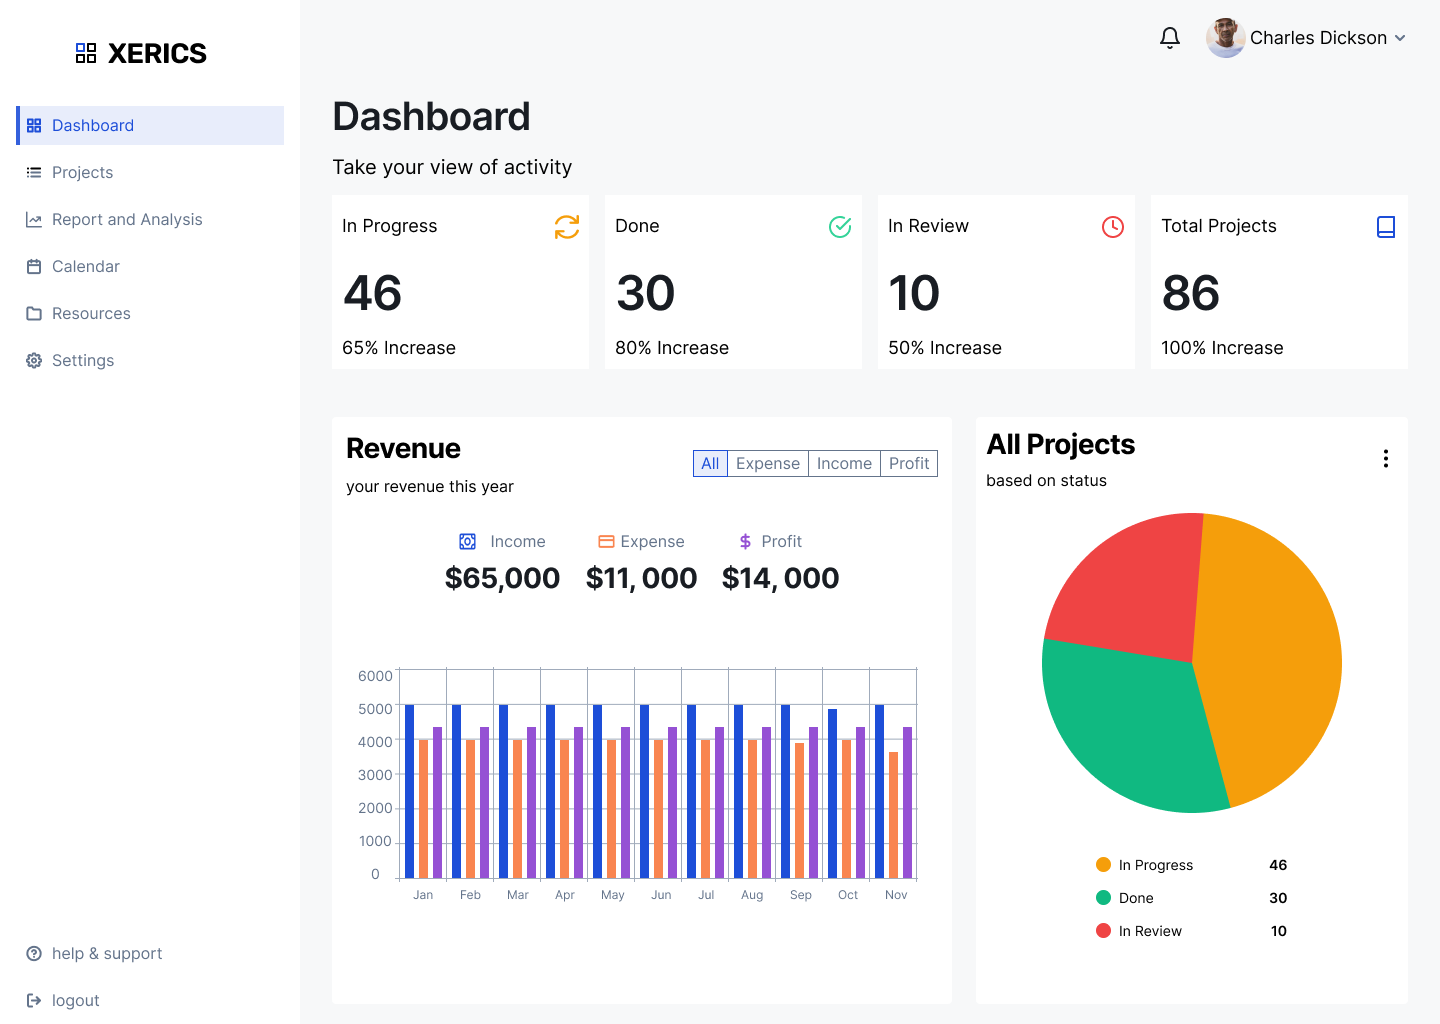 XERICS
Charles Dickson
Dashboard
Projects
Report and Analysis
Calendar
Resources
Settings
help & support
logout
Dashboard
Take your view of activity
In Progress
46
65% Increase
Done
30
80% Increase
In Review
10
50% Increase
Total Projects
86
100% Increase
Revenue
your revenue this year
All Expense Income Profit
Income Expense Profit
$65,000 $11, 000 $14, 000
6000
5000
4000
3000
2000
1000
0
Jan Feb Mar Apr May Jun Jul Aug Sep Oct Nov
All Projects
based on status
In Progress 46
Done 30
In Review 10